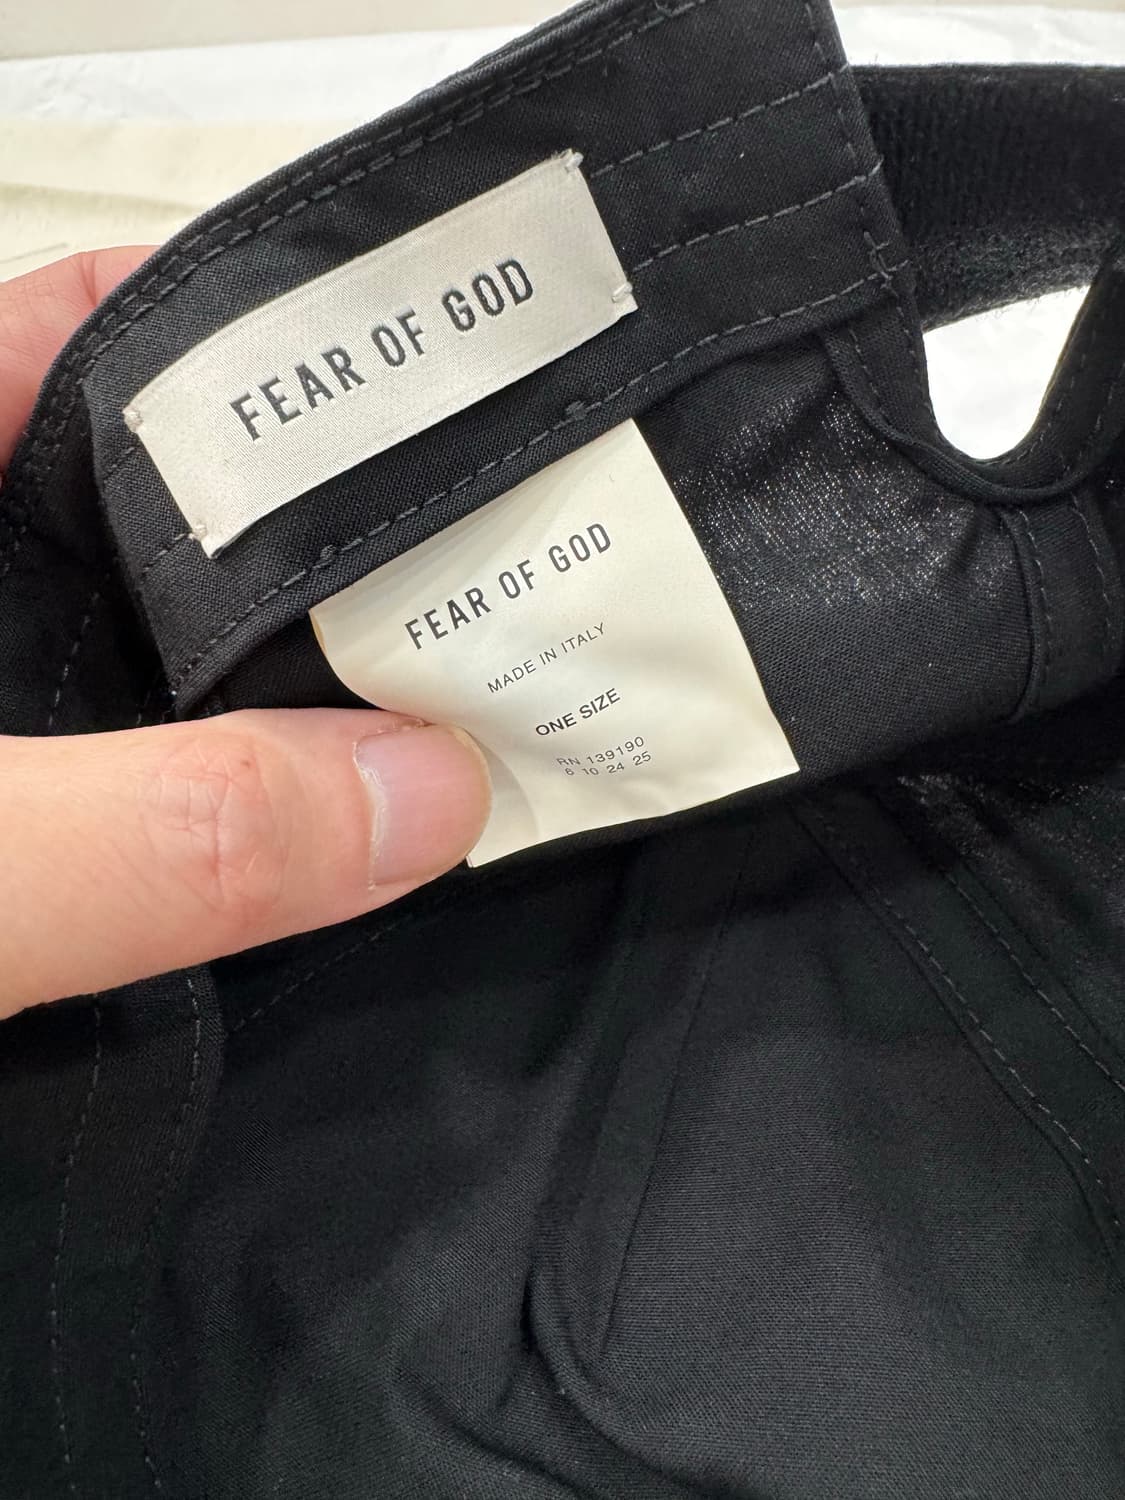 FEAR OF GOD
FEAR OF GOD
MADE IN ITALY
ONE SIZE
RN 139190
6 10 24 25